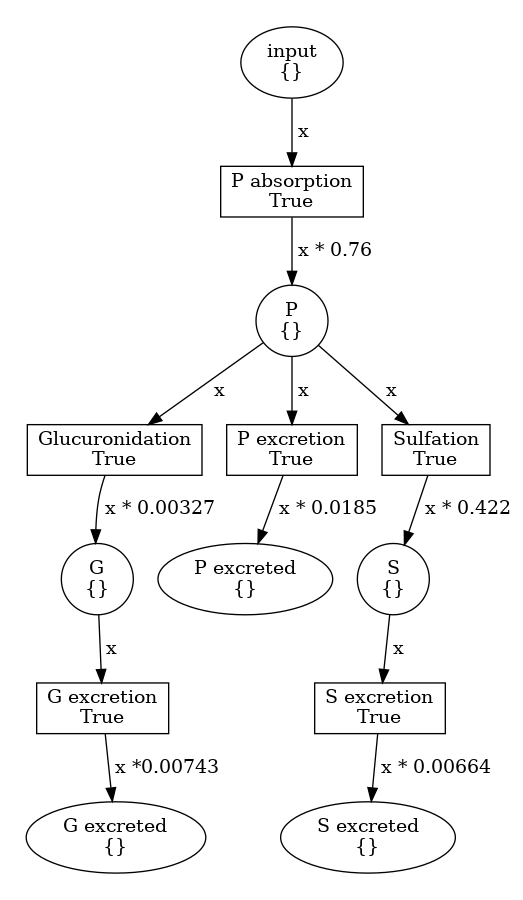 input
{}
x
P absorption
True
x * 0.76
P
{}
x
x
x
Glucuronidation
True
P excretion
True
Sulfation
True
x * 0.00327
x * 0.0185
x * 0.422
G
{}
P excreted
{}
S
{}
x
x
G excretion
True
S excretion
True
x *0.00743
x * 0.00664
G excreted
{}
S excreted
{}